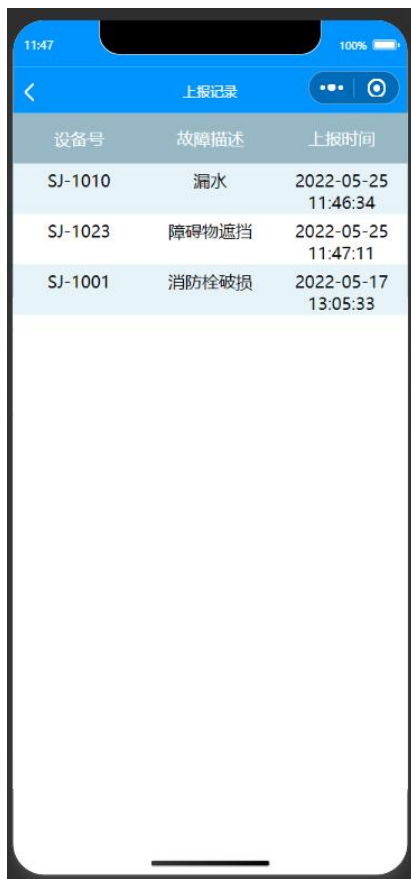 11:47 100%
上报记录
设备号 故障描述 上报时间
SJ-1010 漏水 2022-05-25
11:46:34
SJ-1023 障碍物遮挡 2022-05-25
11:47:11
SJ-1001 消防栓破损 2022-05-17
13:05:33